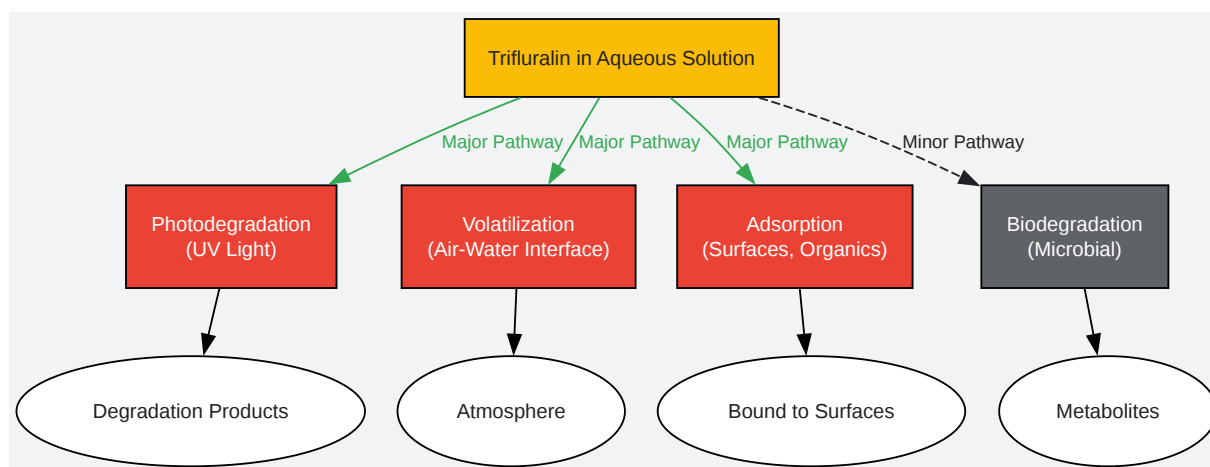 Trifluralin in Aqueous Solution
Major Pathway
Major Pathway
Major Pathway
Minor Pathway
Photodegradation
(UV Light)
Volatilization
(Air-Water Interface)
Adsorption
(Surfaces, Organics)
Biodegradation
(Microbial)
Degradation Products
Atmosphere
Bound to Surfaces
Metabolites